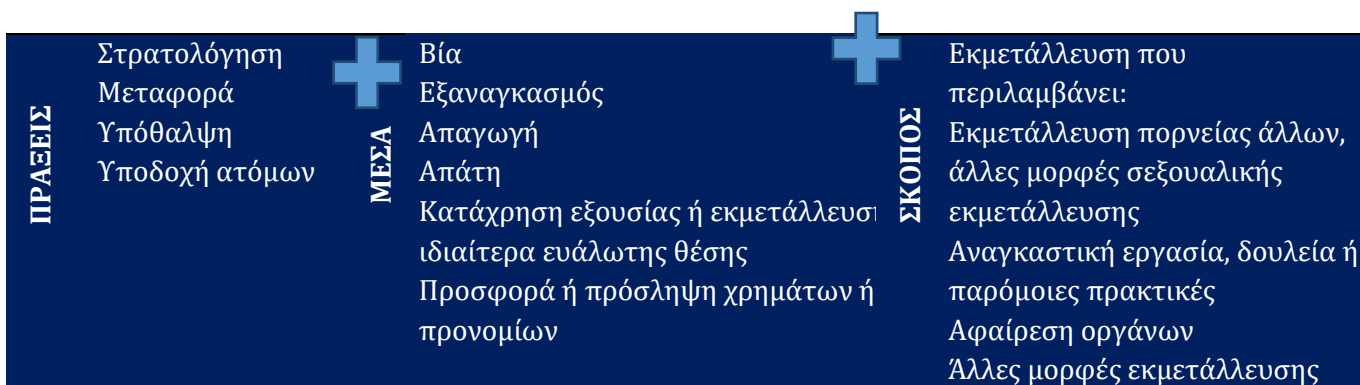 ΠΡΑΞΕΙΣ
Στρατολόγηση
Μεταφορά
Υπόθαλψη
Υποδοχή ατόμων
ΜΕΣΑ
Βία
Εξαναγκασμός
Απαγωγή
Απάτη
Κατάχρηση εξουσίας ή εκμετάλλευσι
ιδιαίτερα ευάλωτης θέσης
Προσφορά ή πρόσληψη χρημάτων ή
προνομίων
ΣΚΟΠΟΣ
Εκμετάλλευση που
περιλαμβάνει:
Εκμετάλλευση πορνείας άλλων,
άλλες μορφές σεξουαλικής
εκμετάλλευσης
Αναγκαστική εργασία, δουλεία ή
παρόμοιες πρακτικές
Αφαίρεση οργάνων
Άλλες μορφές εκμετάλλευσης